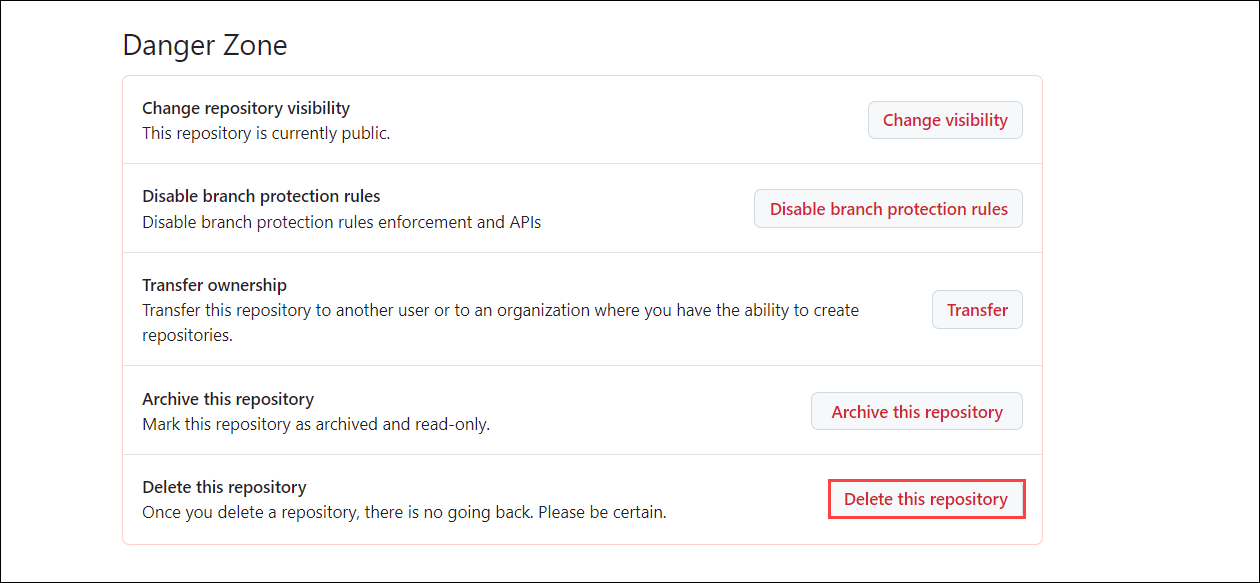 Danger Zone
Change repository visibility
This repository is currently public.
Change visibility
Disable branch protection rules
Disable branch protection rules enforcement and APIs
Disable branch protection rules
Transfer ownership
Transfer this repository to another user or to an organization where you have the ability to create
repositories.
Transfer
Archive this repository
Mark this repository as archived and read-only.
Archive this repository
Delete this repository
Once you delete a repository, there is no going back. Please be certain.
Delete this repository